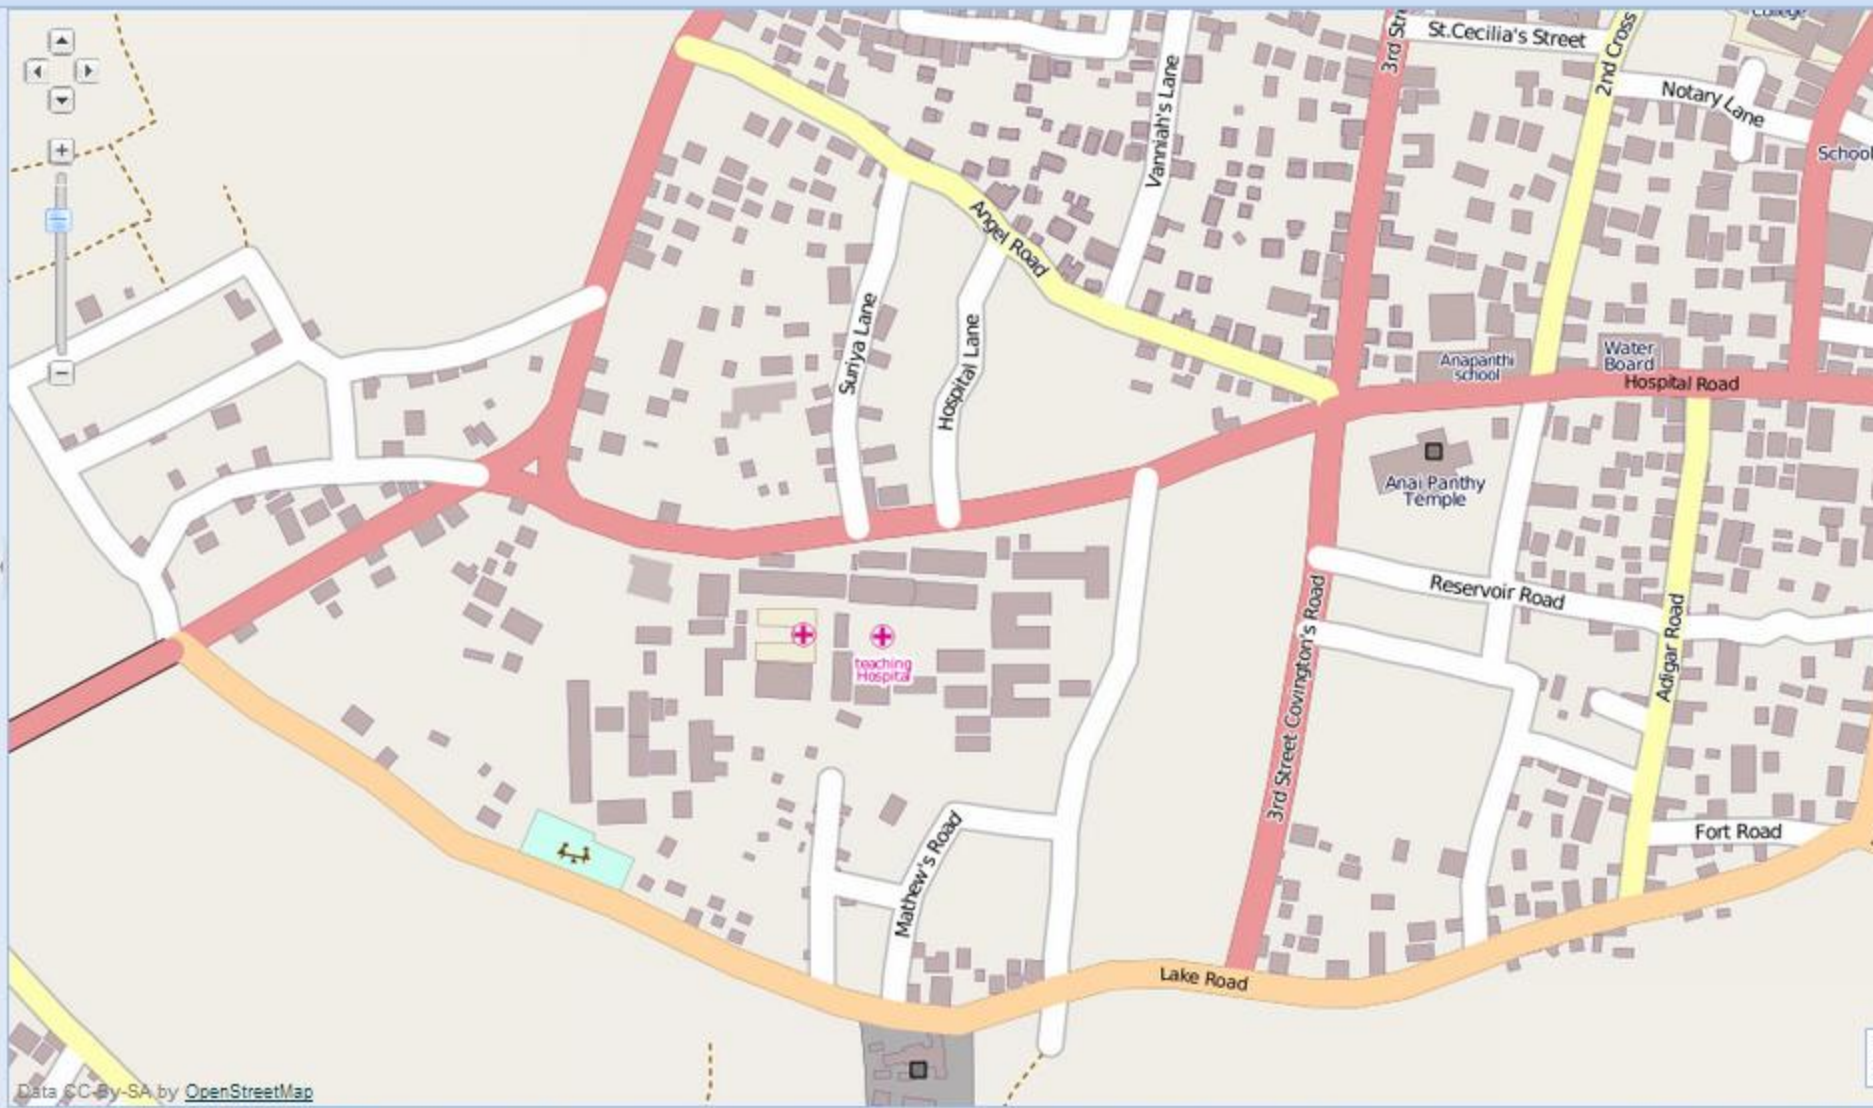 College
St.Cecilia's Street
3rd Str
2nd Cross
Notary Lane
School
Vanniah's Lane
Angel Road
Suriya Lane
Hospital Lane
Anapanthi
school
Water
Board
Hospital Road
Anai Panthy
Temple
Reservoir Road
3rd Street Covington's Road
Adigar Road
teaching
Hospital
Mathew's Road
Fort Road
Lake Road
Data CC-By-SA by OpenStreetMap